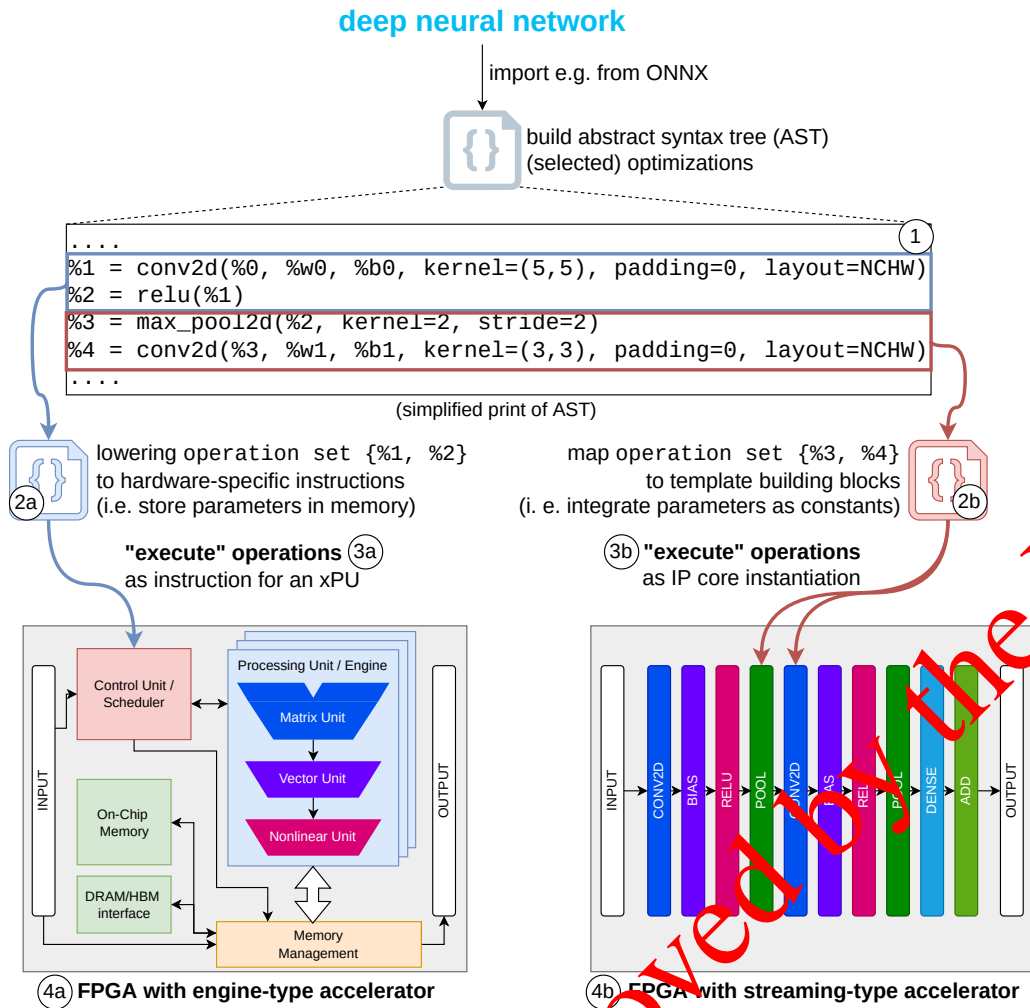 deep neural network
import e.g. from ONNX
{ }
build abstract syntax tree (AST)
(selected) optimizations
1
....
%1 = conv2d(%0, %w0, %b0, kernel=(5,5), padding=0, layout=NCHW)
%2 = relu(%1)
%3 = max_pool2d(%2, kernel=2, stride=2)
%4 = conv2d(%3, %w1, %b1, kernel=(3,3), padding=0, layout=NCHW)
....
(simplified print of AST)
{ }
2a
lowering operation set {%1, %2}
to hardware-specific instructions
(i.e. store parameters in memory)
map operation set {%3, %4}
to template building blocks
(i. e. integrate parameters as constants)
{ }
2b
"execute" operations 3a
as instruction for an xPU
3b "execute" operations
as IP core instantiation
INPUT
Control Unit /
Scheduler
Processing Unit / Engine
Matrix Unit
Vector Unit
Nonlinear Unit
On-Chip
Memory
DRAM/HBM
interface
Memory
Management
OUTPUT
INPUT
CONV2D
BIAS
RELU
POOL
CONV2D
BIAS
RELU
POOL
DENSE
ADD
OUTPUT
4a FPGA with engine-type accelerator
4b FPGA with streaming-type accelerator
by the